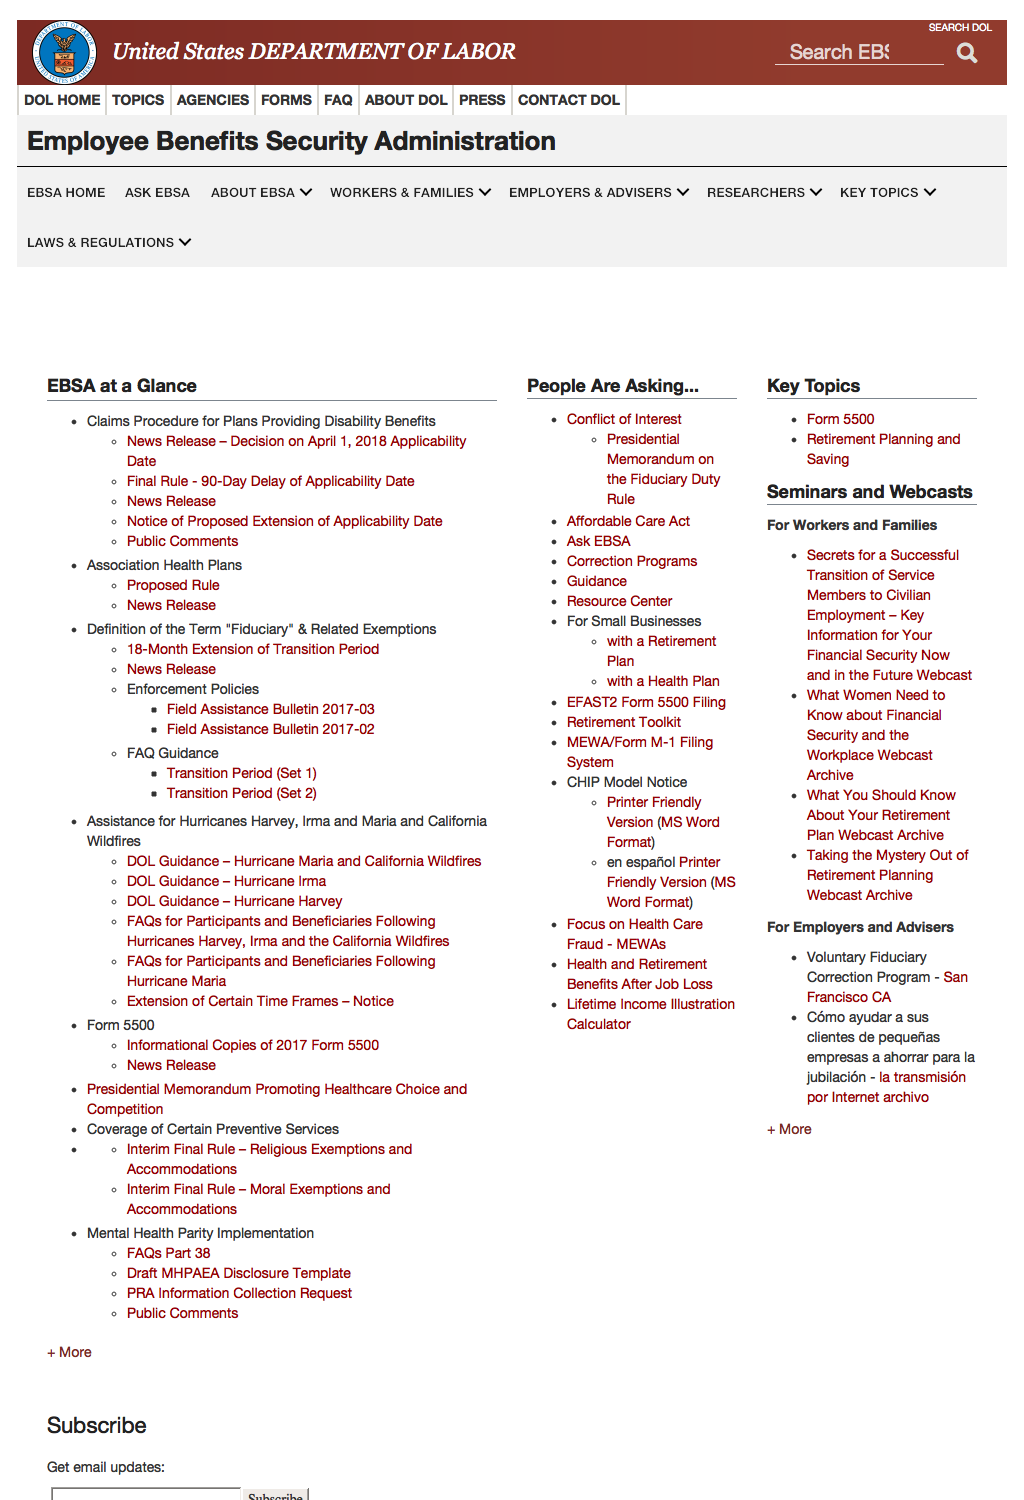 SEARCH DOL
United States DEPARTMENT OF LABOR
Search EBS
DOL HOME TOPICS AGENCIES FORMS FAQ ABOUT DOL PRESS CONTACT DOL
Employee Benefits Security Administration
EBSA HOME ASK EBSA ABOUT EBSA WORKERS & FAMILIES EMPLOYERS & ADVISERS RESEARCHERS KEY TOPICS
LAWS & REGULATIONS
EBSA at a Glance
Claims Procedure for Plans Providing Disability Benefits
News Release – Decision on April 1, 2018 Applicability
Date
Final Rule - 90-Day Delay of Applicability Date
News Release
Notice of Proposed Extension of Applicability Date
Public Comments
Association Health Plans
Proposed Rule
News Release
Definition of the Term "Fiduciary" & Related Exemptions
18-Month Extension of Transition Period
News Release
Enforcement Policies
Field Assistance Bulletin 2017-03
Field Assistance Bulletin 2017-02
FAQ Guidance
Transition Period (Set 1)
Transition Period (Set 2)
Assistance for Hurricanes Harvey, Irma and Maria and California
Wildfires
DOL Guidance – Hurricane Maria and California Wildfires
DOL Guidance – Hurricane Irma
DOL Guidance – Hurricane Harvey
FAQs for Participants and Beneficiaries Following
Hurricanes Harvey, Irma and the California Wildfires
FAQs for Participants and Beneficiaries Following
Hurricane Maria
Extension of Certain Time Frames – Notice
Form 5500
Informational Copies of 2017 Form 5500
News Release
Presidential Memorandum Promoting Healthcare Choice and
Competition
Coverage of Certain Preventive Services
Interim Final Rule – Religious Exemptions and
Accommodations
Interim Final Rule – Moral Exemptions and
Accommodations
Mental Health Parity Implementation
FAQs Part 38
Draft MHPAEA Disclosure Template
PRA Information Collection Request
Public Comments
+ More
People Are Asking...
Conflict of Interest
Presidential
Memorandum on
the Fiduciary Duty
Rule
Affordable Care Act
Ask EBSA
Correction Programs
Guidance
Resource Center
For Small Businesses
with a Retirement
Plan
with a Health Plan
EFAST2 Form 5500 Filing
Retirement Toolkit
MEWA/Form M-1 Filing
System
CHIP Model Notice
Printer Friendly
Version (MS Word
Format)
en español Printer
Friendly Version (MS
Word Format)
Focus on Health Care
Fraud - MEWAs
Health and Retirement
Benefits After Job Loss
Lifetime Income Illustration
Calculator
Key Topics
Form 5500
Retirement Planning and
Saving
Seminars and Webcasts
For Workers and Families
Secrets for a Successful
Transition of Service
Members to Civilian
Employment – Key
Information for Your
Financial Security Now
and in the Future Webcast
What Women Need to
Know about Financial
Security and the
Workplace Webcast
Archive
What You Should Know
About Your Retirement
Plan Webcast Archive
Taking the Mystery Out of
Retirement Planning
Webcast Archive
For Employers and Advisers
Voluntary Fiduciary
Correction Program - San
Francisco CA
Cómo ayudar a sus
clientes de pequeñas
empresas a ahorrar para la
jubilación - la transmisión
por Internet archivo
+ More
Subscribe
Get email updates:
Subscribe